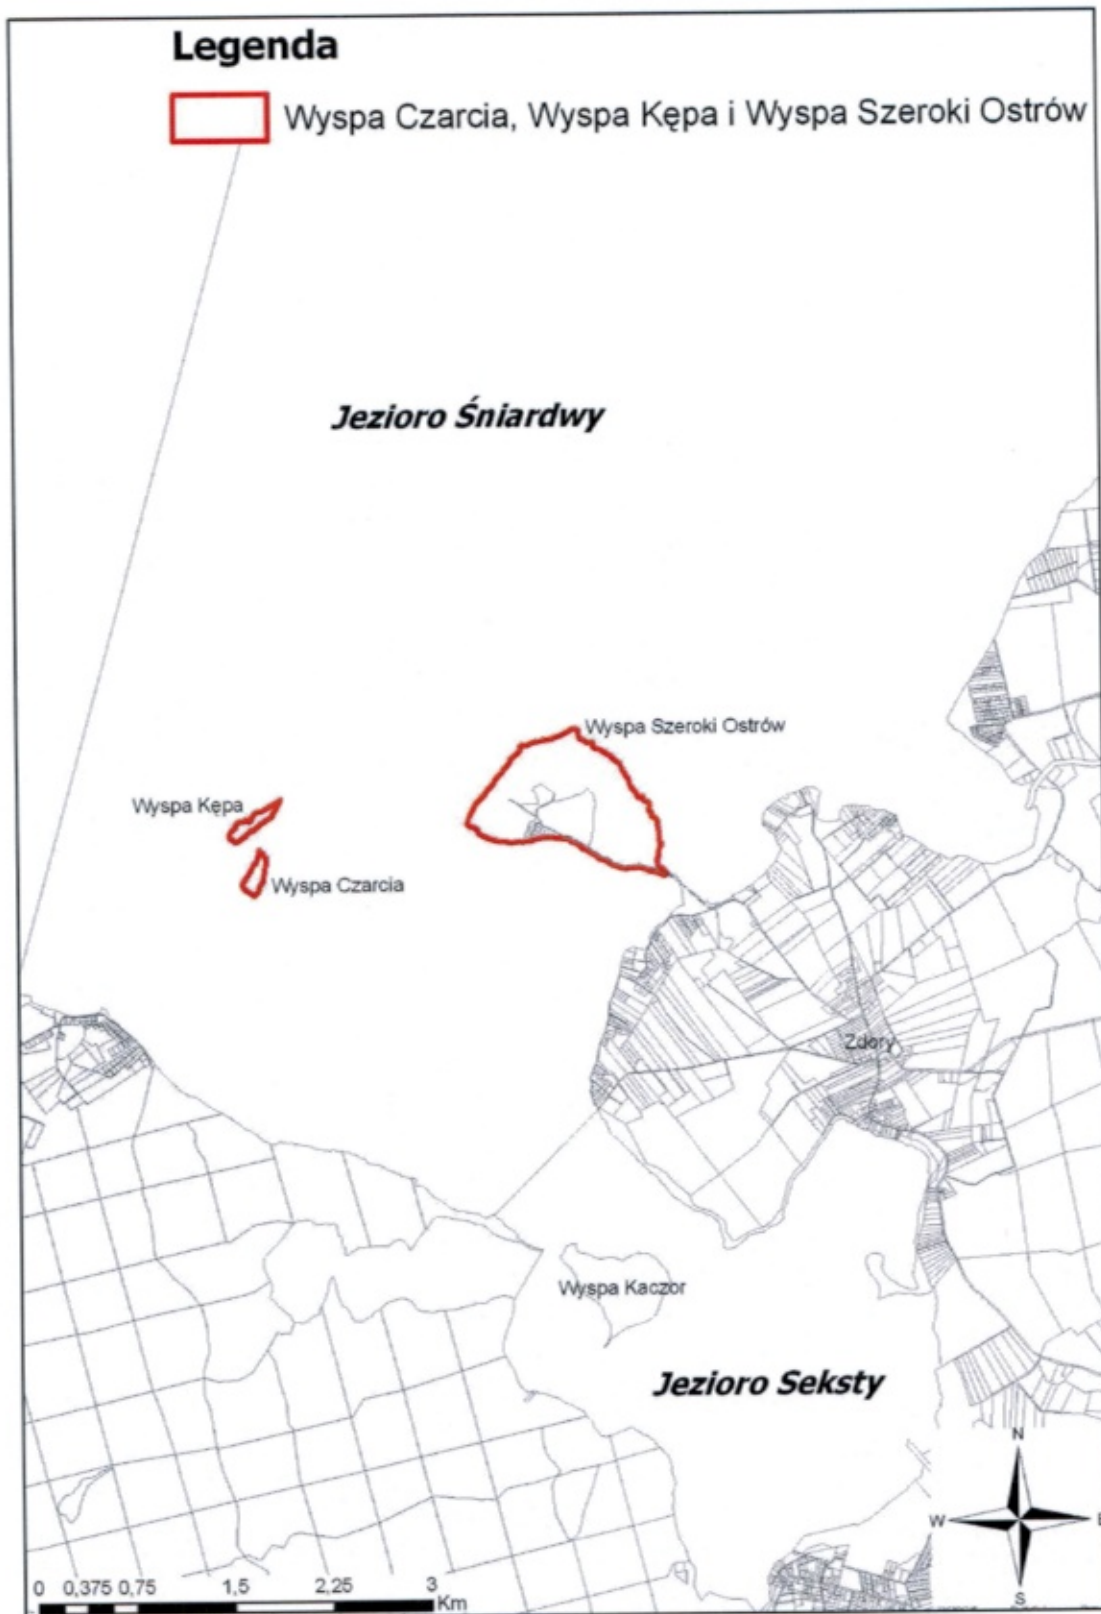 Legenda
Wyspa Czarcia, Wyspa Kępa i Wyspa Szeroki Ostrów
Jezioro Śniardwy
Wyspa Szeroki Ostrów
Wyspa Kępa
Wyspa Czarcia
Zdory
Wyspa Kaczor
Jezioro Seksty
N
W
E
S
0 0,375 0,75 1,5 2,25 3
Km